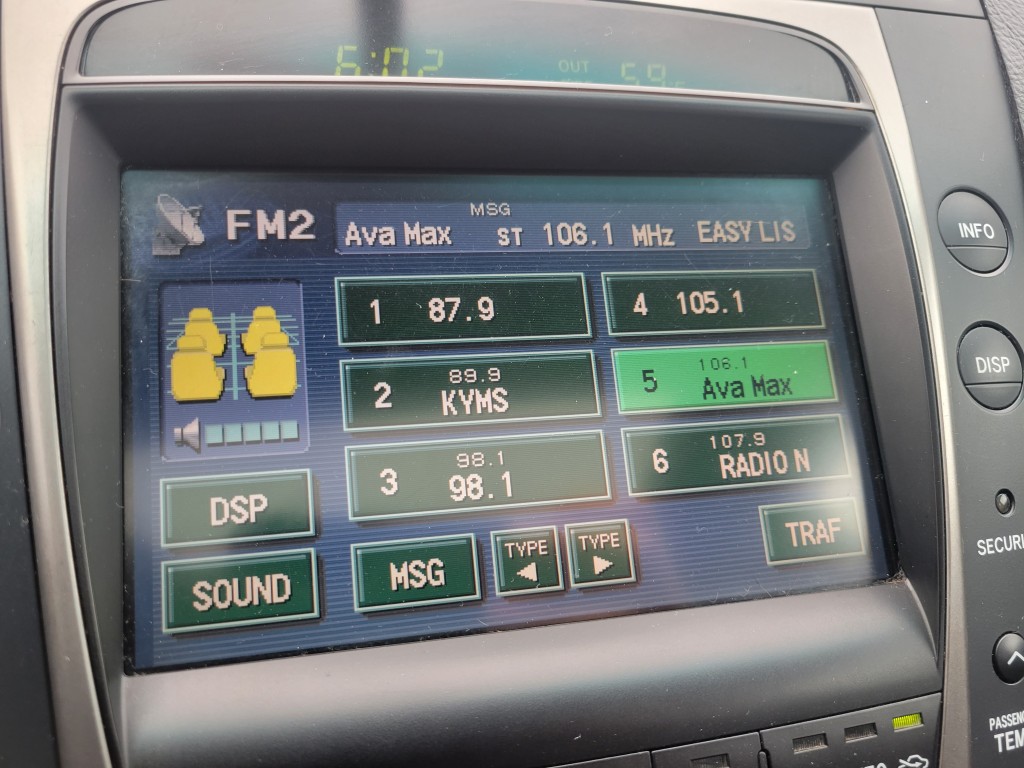 6:02 OUT 59
FM2
MSG
Ava Max ST 106.1 MHz EASY LIS
1 87.9
4 105.1
2 89.9 KYMS
5 106.1 Ava Max
3 98.1 98.1
6 107.9 RADIO N
DSP
SOUND
MSG
TYPE
TYPE
TRAF
INFO
DISP
SECURI
PASSEN
TEM